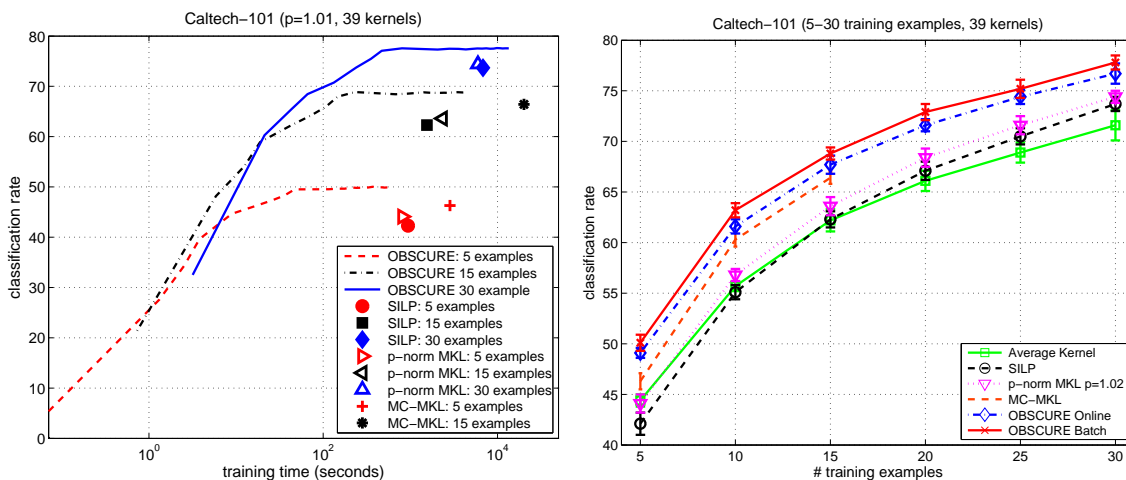 Caltech−101 (p=1.01, 39 kernels)
80
70
60
50
40
30
20
10
0
classification rate
10^0
10^2
10^4
training time (seconds)
OBSCURE: 5 examples
OBSCURE 15 examples
OBSCURE 30 example
SILP: 5 examples
SILP: 15 examples
SILP: 30 examples
p−norm MKL: 5 examples
p−norm MKL: 15 examples
p−norm MKL: 30 examples
MC−MKL: 5 examples
MC−MKL: 15 examples
Caltech−101 (5−30 training examples, 39 kernels)
80
75
70
65
60
55
50
45
40
classification rate
5 10 15 20 25 30
# training examples
Average Kernel
SILP
p−norm MKL p=1.02
MC−MKL
OBSCURE Online
OBSCURE Batch